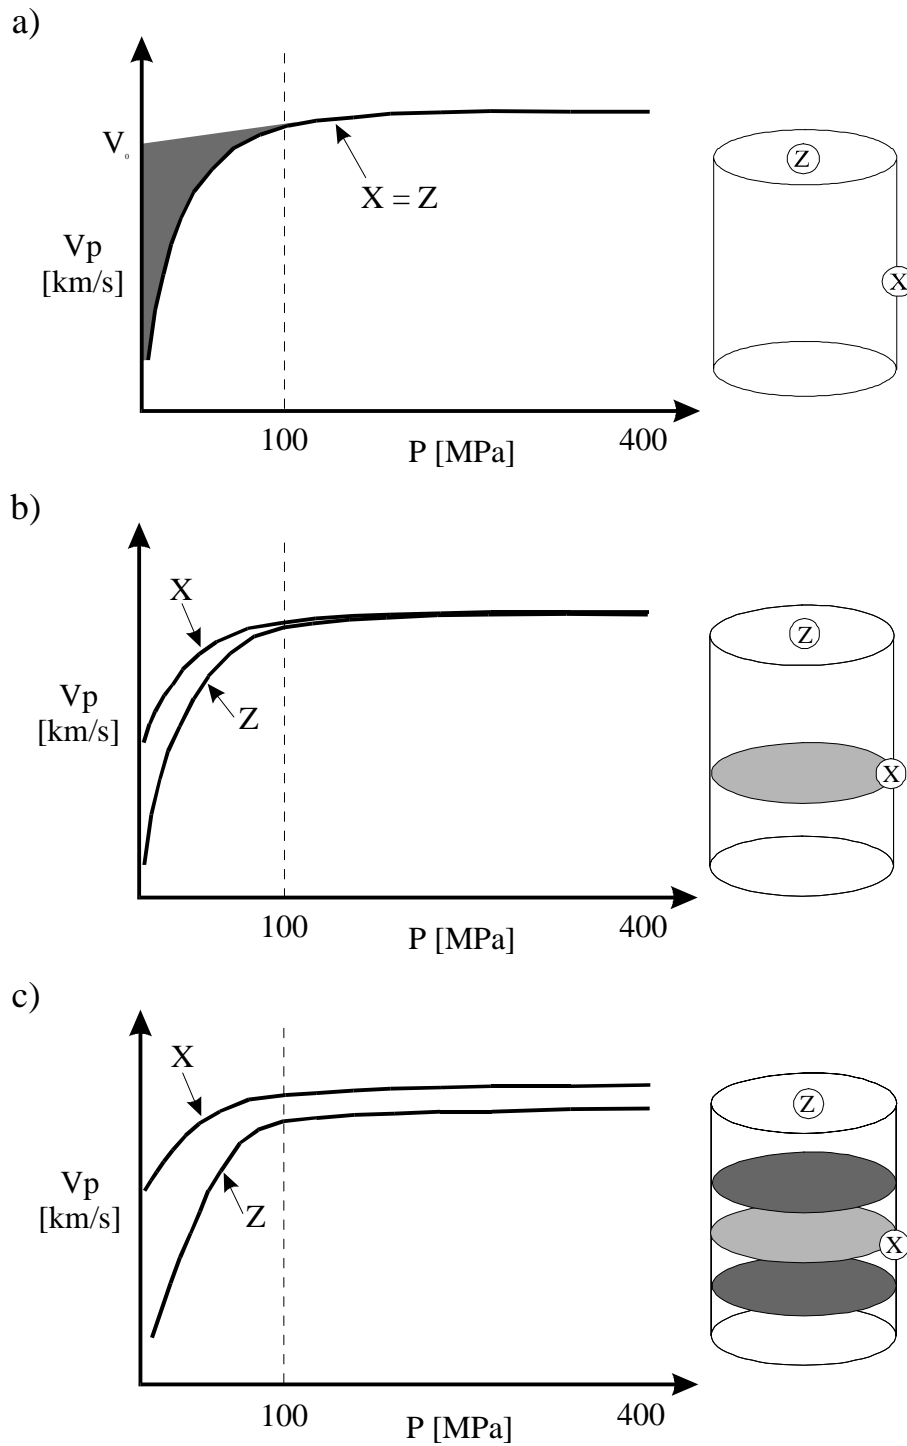 a)
V₀
Z
X = Z
Vp
[km/s]
X
100
400
P [MPa]
b)
X
Z
Vp
[km/s]
Z
X
100
400
P [MPa]
c)
X
Z
Vp
[km/s]
Z
X
100
400
P [MPa]